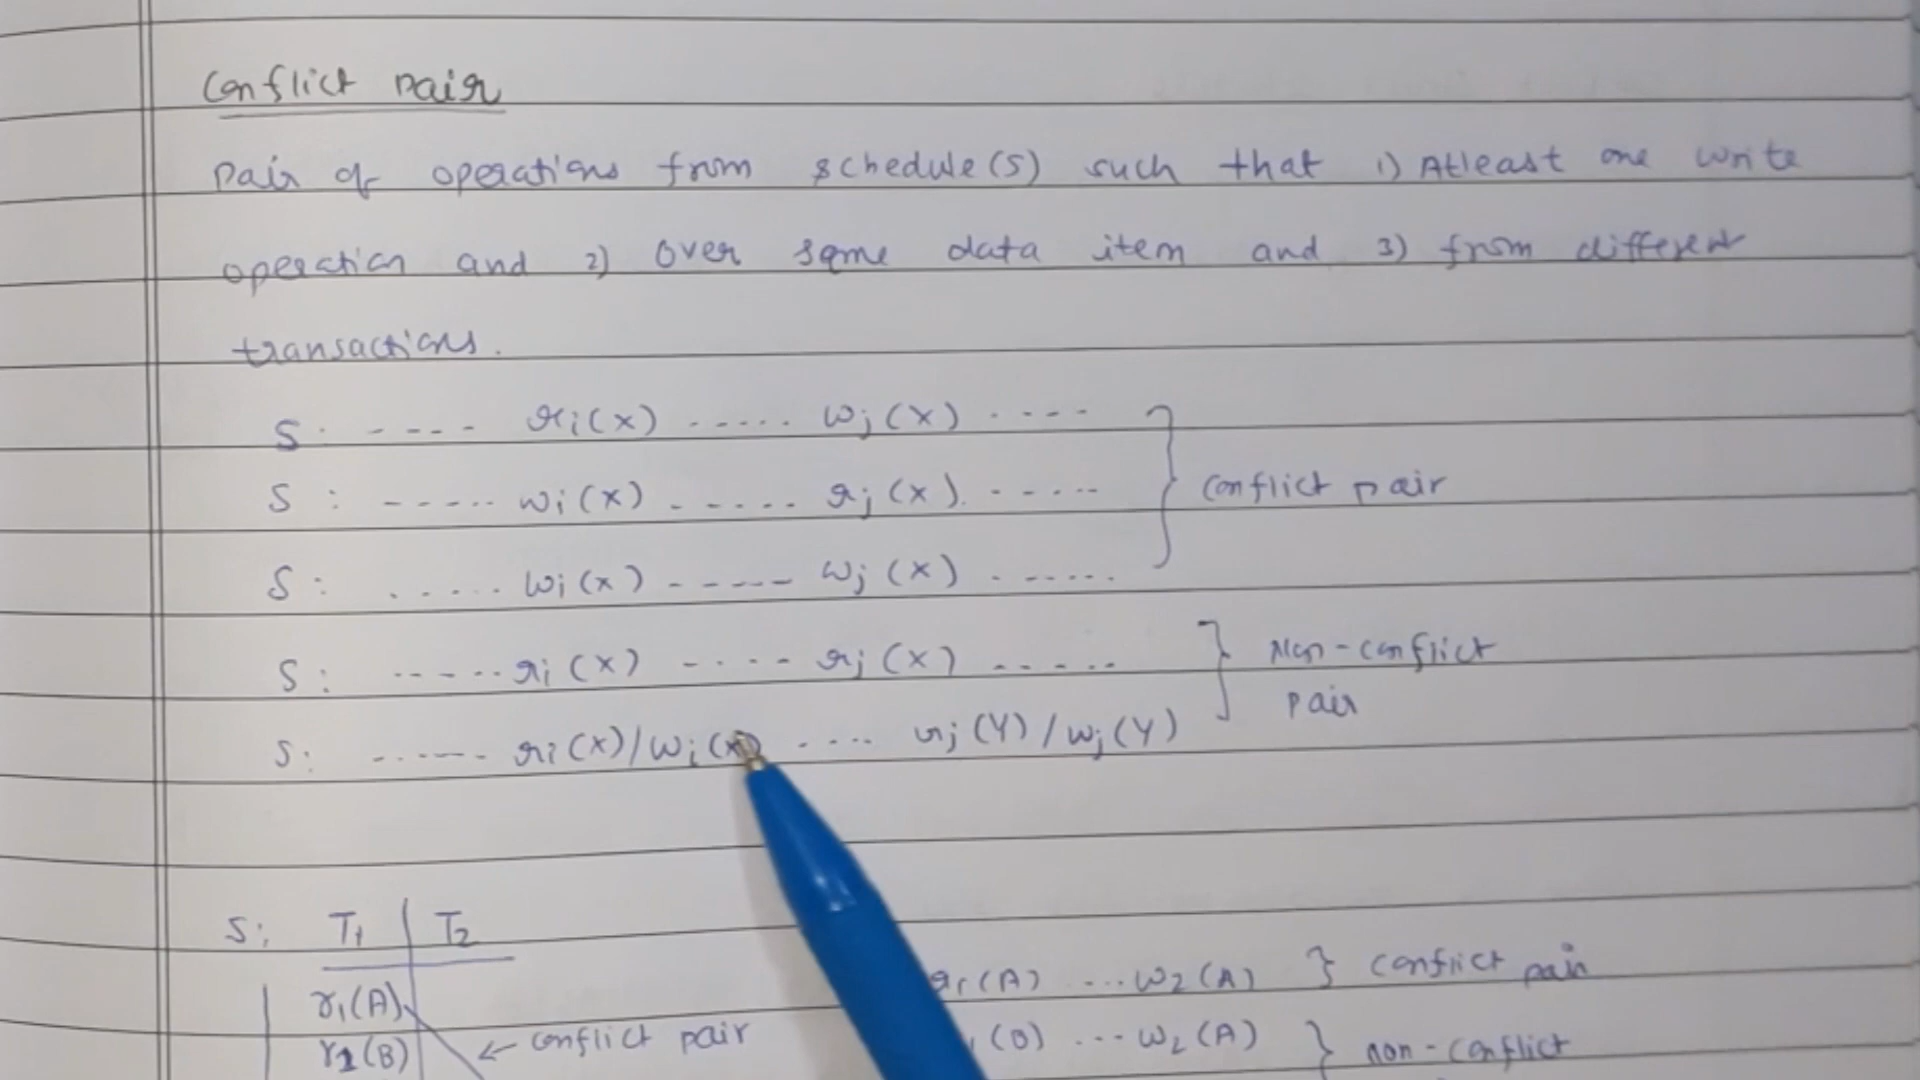 Conflict pair
pair of operations from schedule(s) such that 1) Atleast one write
operation and 2) over same data item and 3) from different
transactions.
S: ---- ri(x) ..... wj(x) ....
S: ----- wi(x) ..... rj(x) ..... Conflict pair
S: ..... wi(x) ----- wj(x) ......
S: ...... ri(x) ..... rj(x) ..... Non-conflict
pair
S: ...... ri(x)/wi(x) .... rj(Y)/wj(Y)
S: T1 T2
r1(A) r1(A) ...w2(A) } conflict pair
r1(B) ← conflict pair (B) ...w2(A) } non-conflict